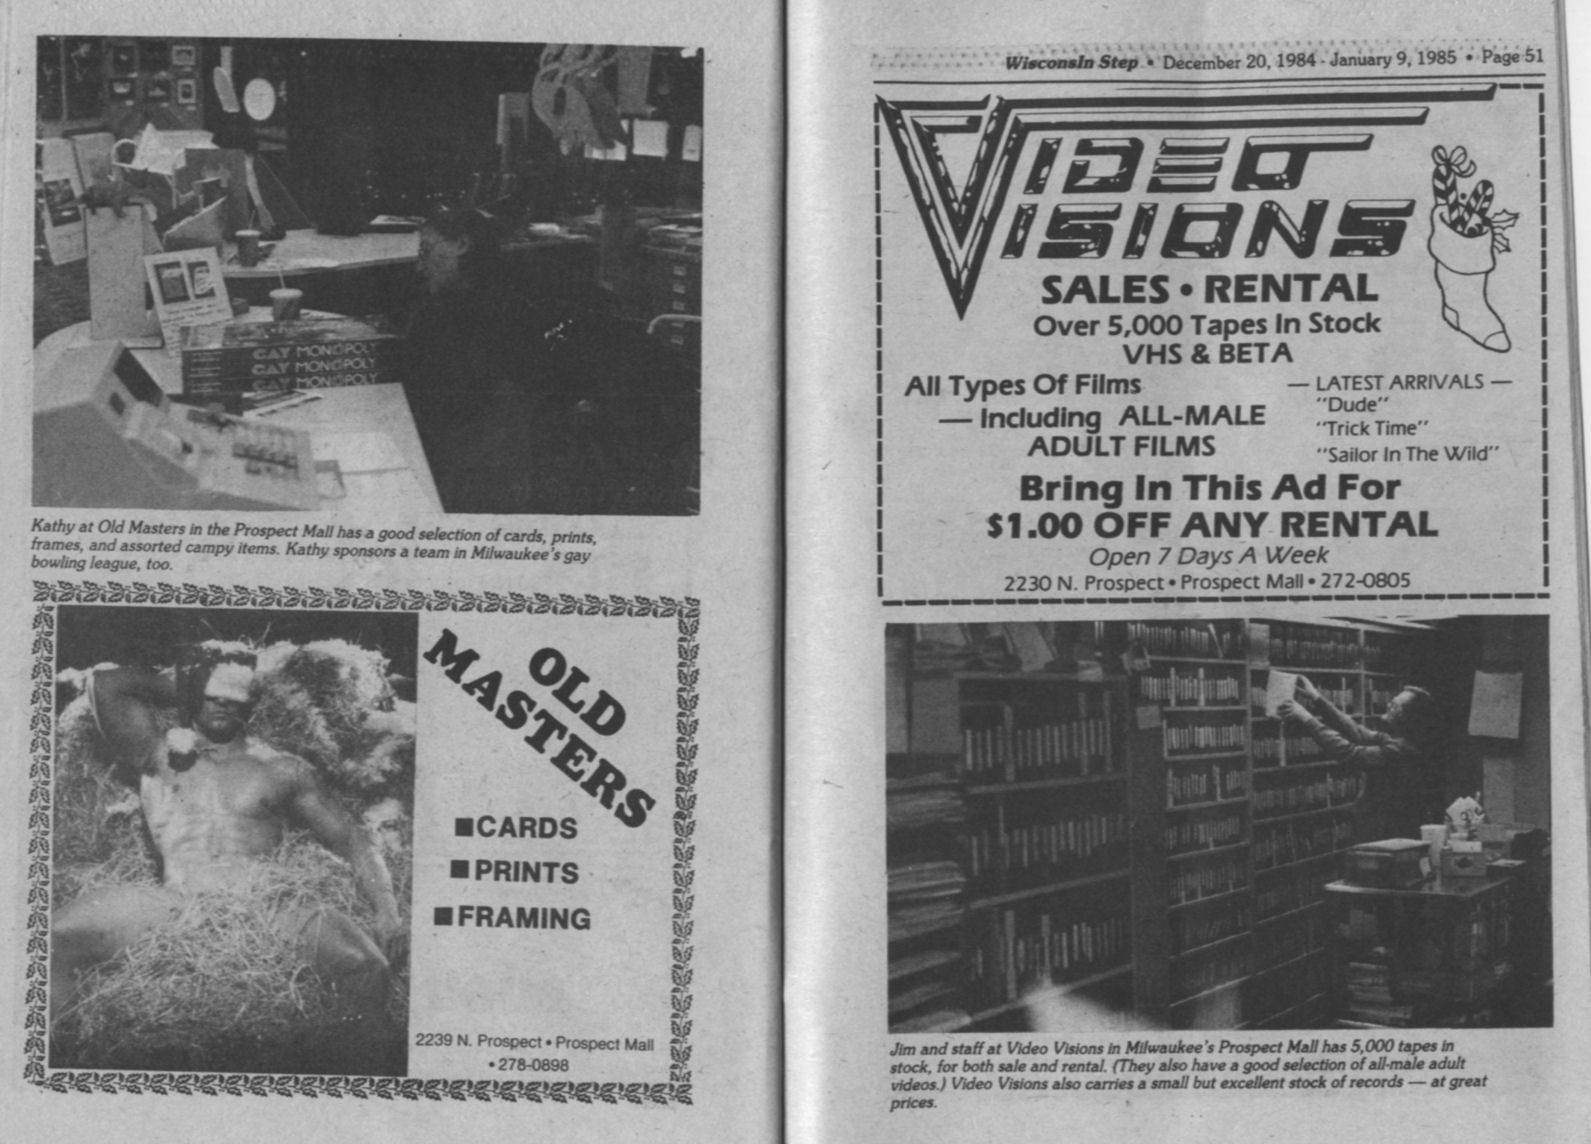 GAY MONOPOLY
GAY MONOPOLY
GAY MONOPOLY
Kathy at Old Masters in the Prospect Mall has a good selection of cards, prints,
frames, and assorted campy items. Kathy sponsors a team in Milwaukee's gay
bowling league, too.
OLD
MASTERS
■CARDS
■PRINTS
■FRAMING
2239 N. Prospect • Prospect Mall
• 278-0898
WisconsIn Step • December 20, 1984 - January 9, 1985 • Page 51
VIDEO
VISIONS
SALES • RENTAL
Over 5,000 Tapes In Stock
VHS & BETA
All Types Of Films
— Including ALL-MALE
ADULT FILMS
— LATEST ARRIVALS —
"Dude"
"Trick Time"
"Sailor In The Wild"
Bring In This Ad For
$1.00 OFF ANY RENTAL
Open 7 Days A Week
2230 N. Prospect • Prospect Mall • 272-0805
Jim and staff at Video Visions in Milwaukee's Prospect Mall has 5,000 tapes in
stock, for both sale and rental. (They also have a good selection of all-male adult
videos.) Video Visions also carries a small but excellent stock of records — at great
prices.